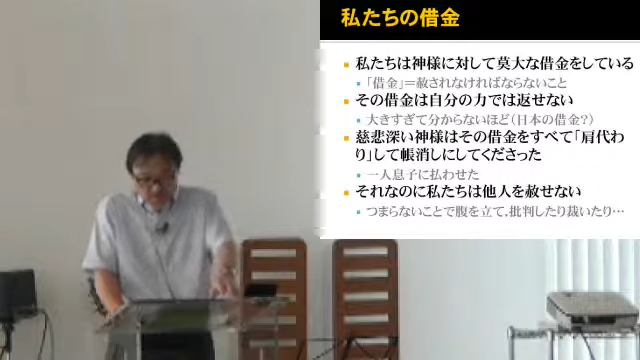 私たちの借金
私たちは神様に対して莫大な借金をしている
「借金」＝赦されなければならないこと
その借金は自分の力では返せない
大きすぎて分からないほど（日本の借金？）
慈悲深い神様はその借金をすべて「肩代わ
り」して帳消しにしてくださった
一人息子に払わせた
それなのに私たちは他人を赦せない
つまらないことで腹を立て，批判したり裁いたり…